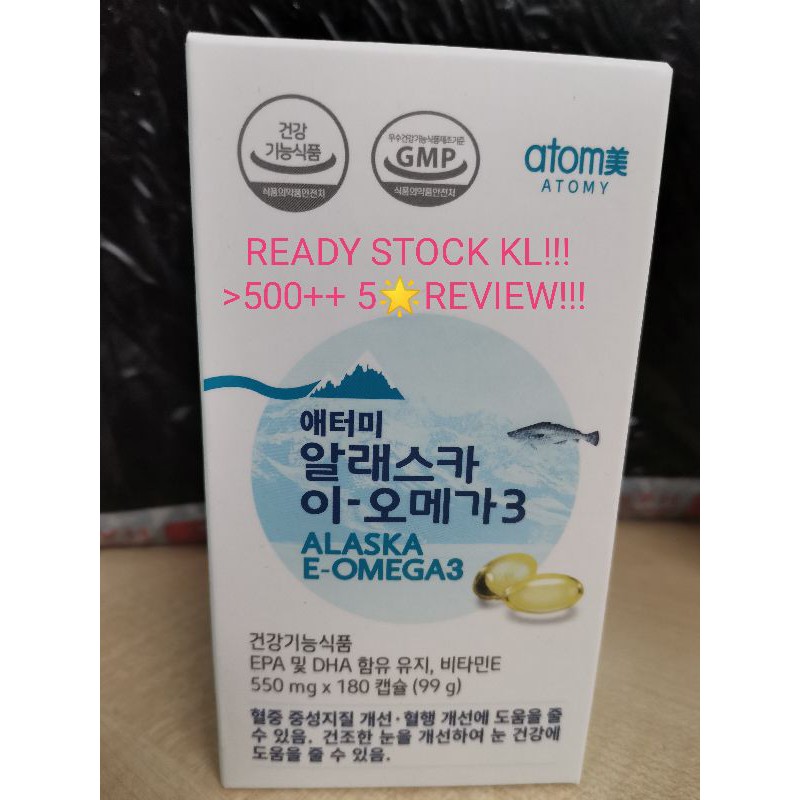 건강
기능식품
식품의약품안전처
우수건강기능식품제조기준
GMP
식품의약품안전처
atom美
ATOMY
READY STOCK KL!!!
>500++ 5🌟REVIEW!!!
애터미
알래스카
이-오메가3
ALASKA
E-OMEGA3
건강기능식품
EPA 및 DHA 함유 유지, 비타민E
550 mg x 180 캡슐 (99 g)
혈중 중성지질 개선·혈행 개선에 도움을 줄
수 있음. 건조한 눈을 개선하여 눈 건강에
도움을 줄 수 있음.